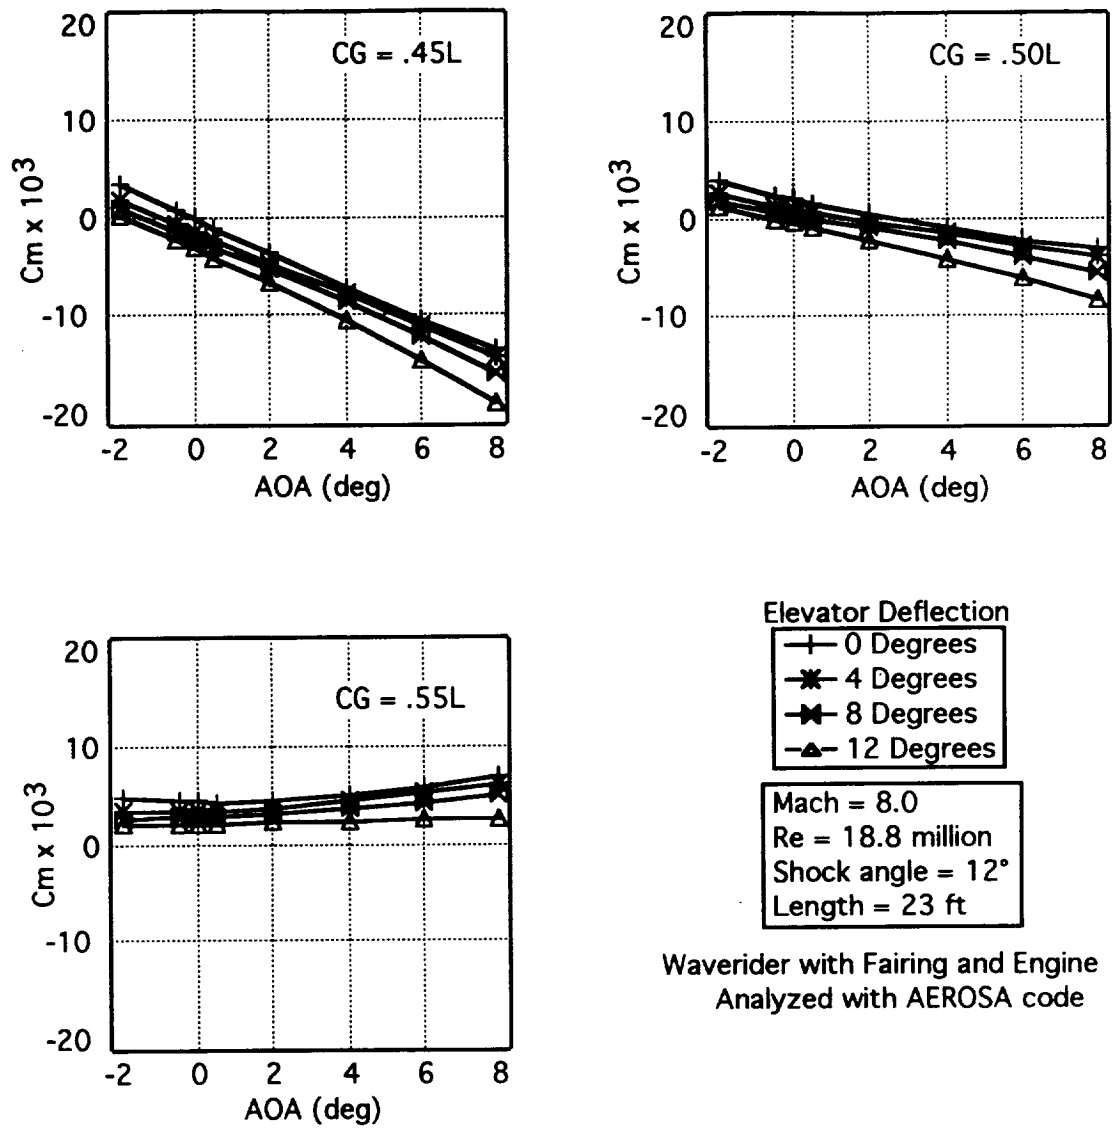 20
CG = .45L
10
0
-10
-20
Cm x 10³
-2 0 2 4 6 8
AOA (deg)
20
CG = .50L
10
0
-10
-20
Cm x 10³
-2 0 2 4 6 8
AOA (deg)
20
CG = .55L
10
0
-10
-20
Cm x 10³
-2 0 2 4 6 8
AOA (deg)
Elevator Deflection
0 Degrees
4 Degrees
8 Degrees
12 Degrees
Mach = 8.0
Re = 18.8 million
Shock angle = 12°
Length = 23 ft
Waverider with Fairing and Engine
Analyzed with AEROSA code